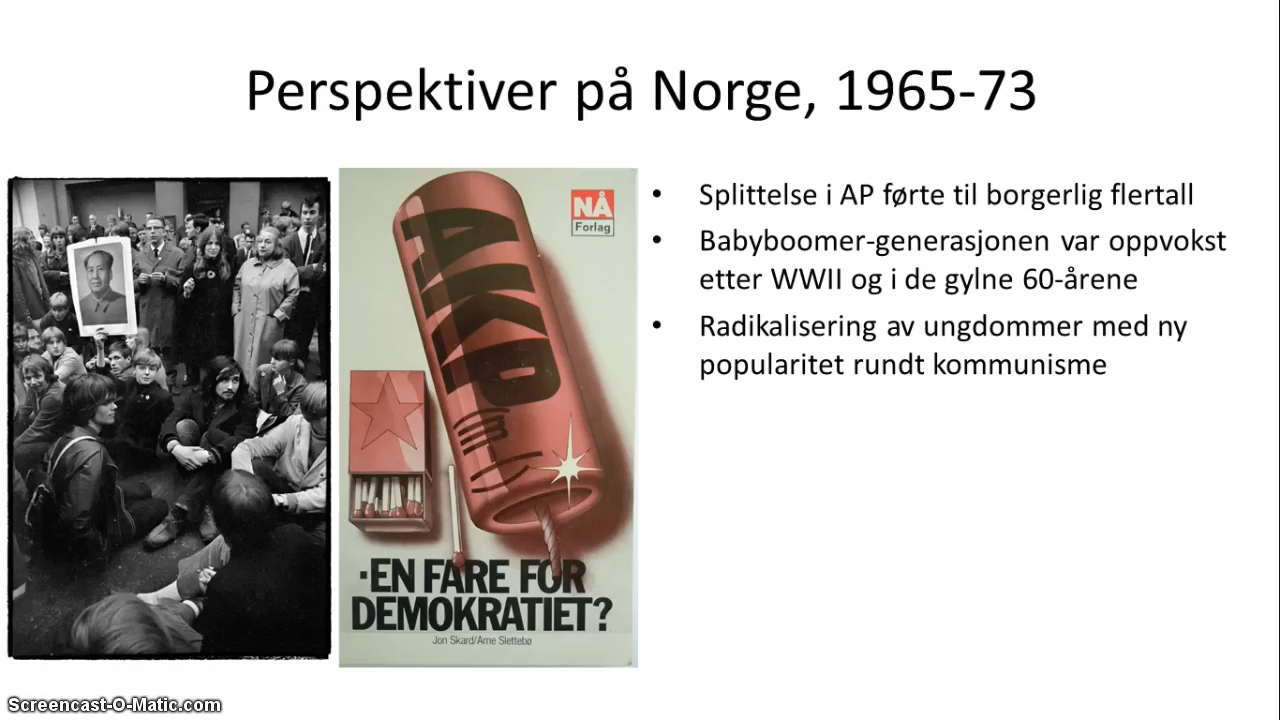 Perspektiver på Norge, 1965-73
NÅ
Forlag
AKP
(m-l)
-EN FARE FOR
DEMOKRATIET?
Jon Skard/Arne Slettebø
• Splittelse i AP førte til borgerlig flertall
• Babyboomer-generasjonen var oppvokst
etter WWII og i de gylne 60-årene
• Radikalisering av ungdommer med ny
popularitet rundt kommunisme
Screencast-O-Matic.com